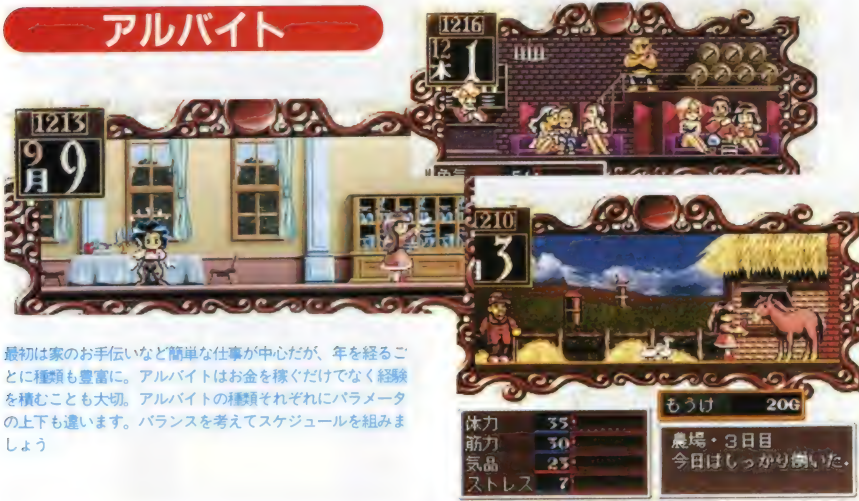 アルバイト
1213
9
月 9
最初は家のお手伝いなど簡単な仕事が中心だが、年を経るご
とに種類も豊富に。アルバイトはお金を稼ぐだけでなく経験
を積むことも大切。アルバイトの種類それぞれにパラメータ
の上下も違います。バランスを考えてスケジュールを組みま
しょう
1216
12
木 1
210
3
体力 35
筋力 30
気品 23
ストレス 7
もうけ 20G
農場・3日目
今日はしっかり働いた.